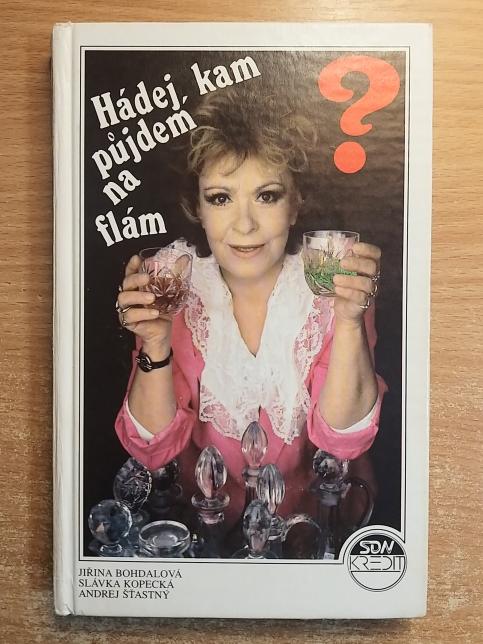 Hádej, kam
půjdem
na
flám
?
SDN
KREDIT
JIŘINA BOHDALOVÁ
SLÁVKA KOPECKÁ
ANDREJ ŠŤASTNÝ